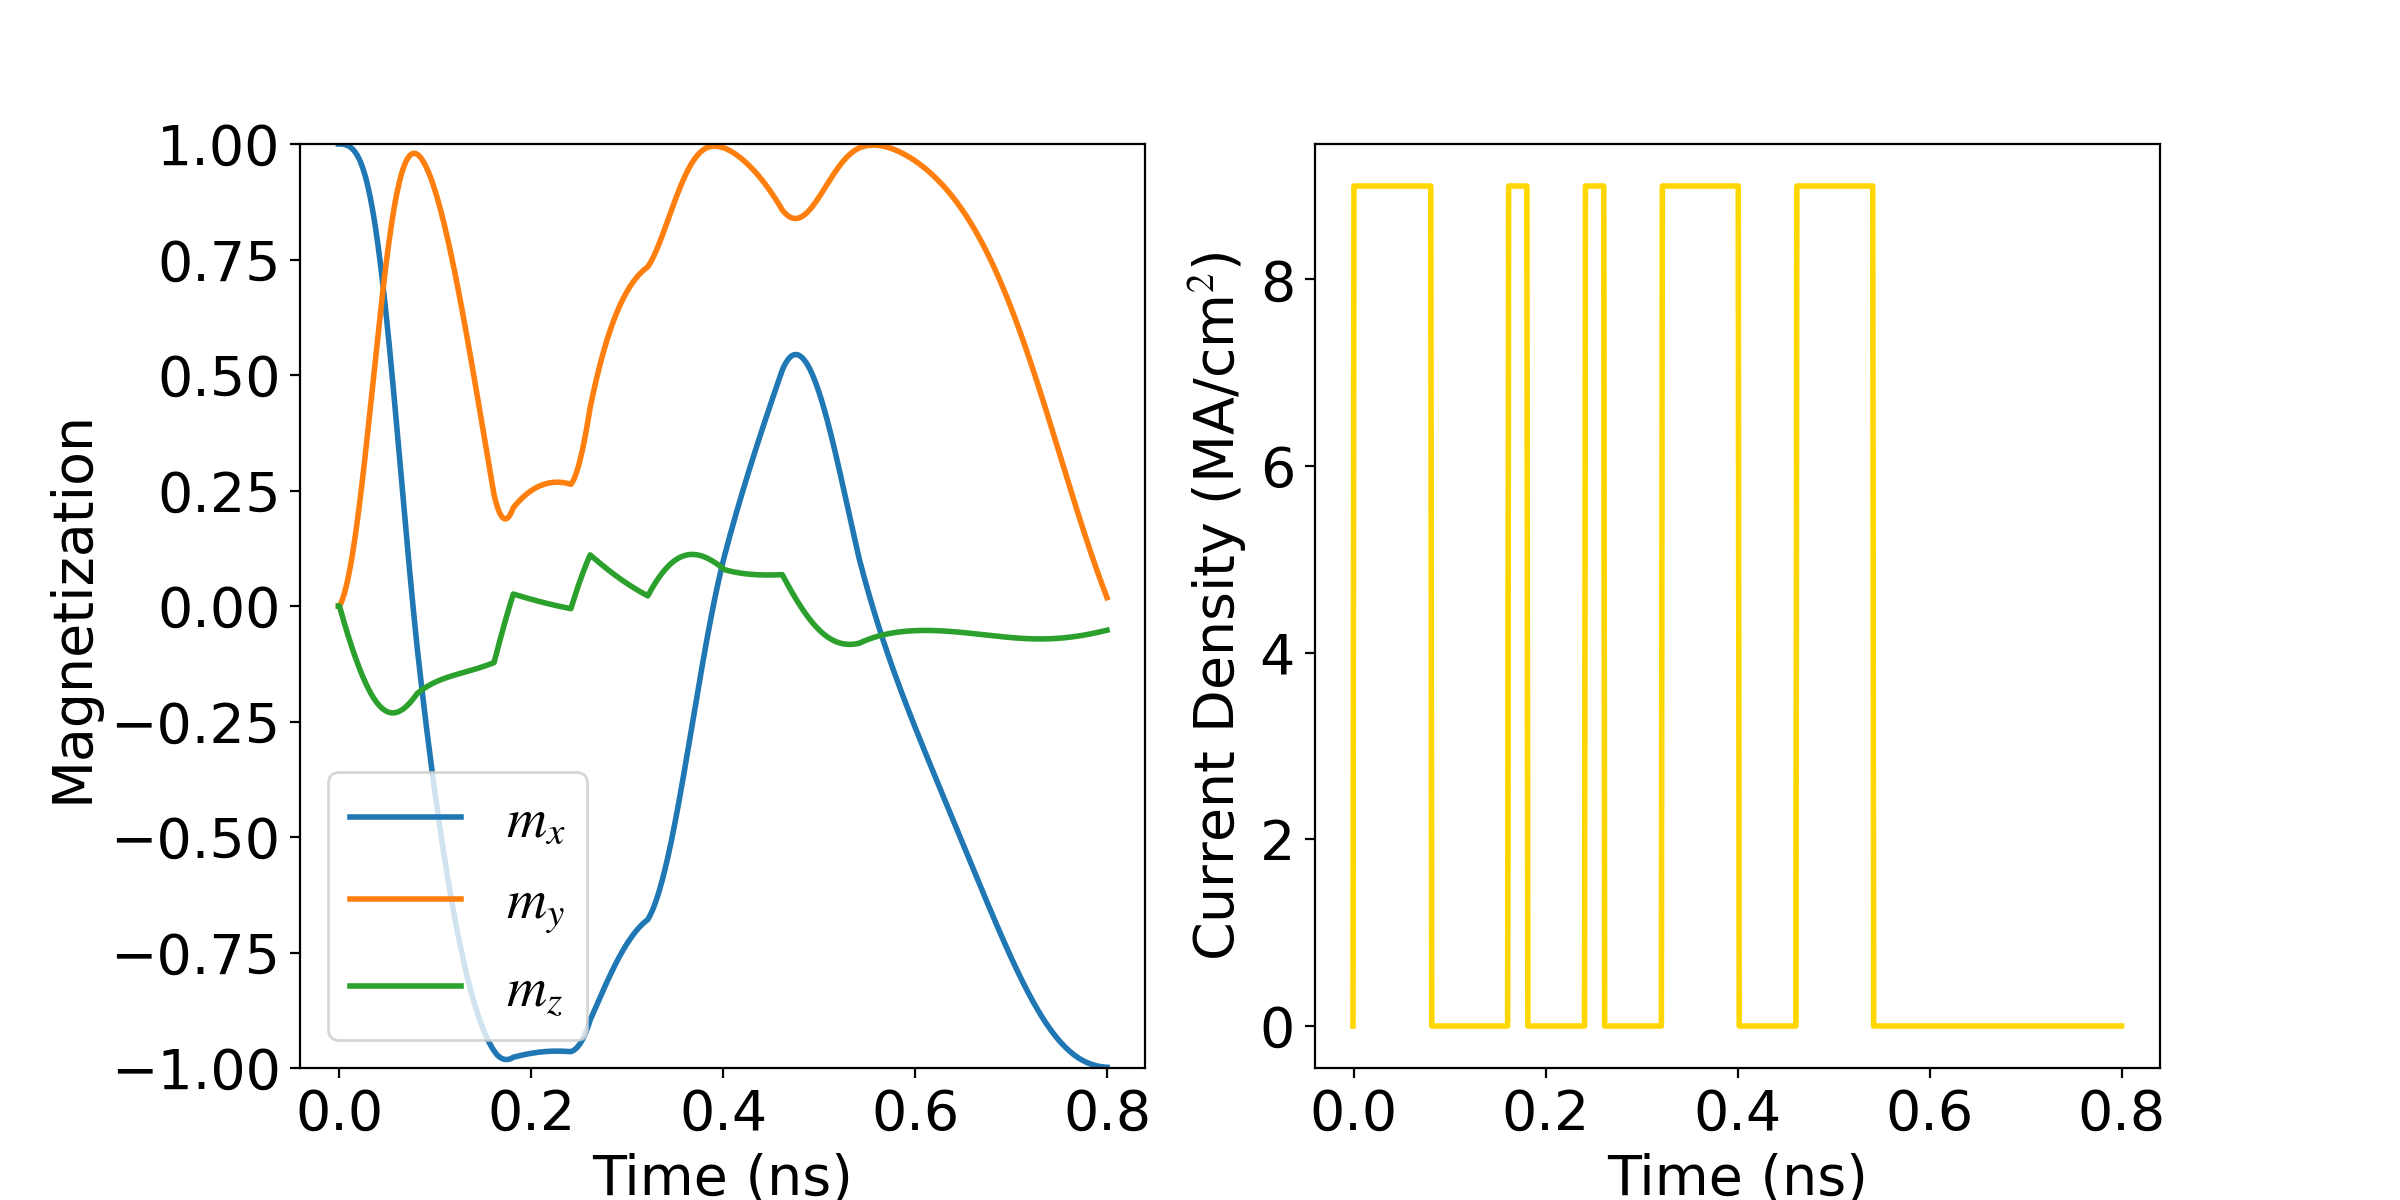 Magnetization
1.00
0.75
0.50
0.25
0.00
−0.25
−0.50
−0.75
−1.00
m_x
m_y
m_z
0.0 0.2 0.4 0.6 0.8
Time (ns)
Current Density (MA/cm²)
8
6
4
2
0
0.0 0.2 0.4 0.6 0.8
Time (ns)